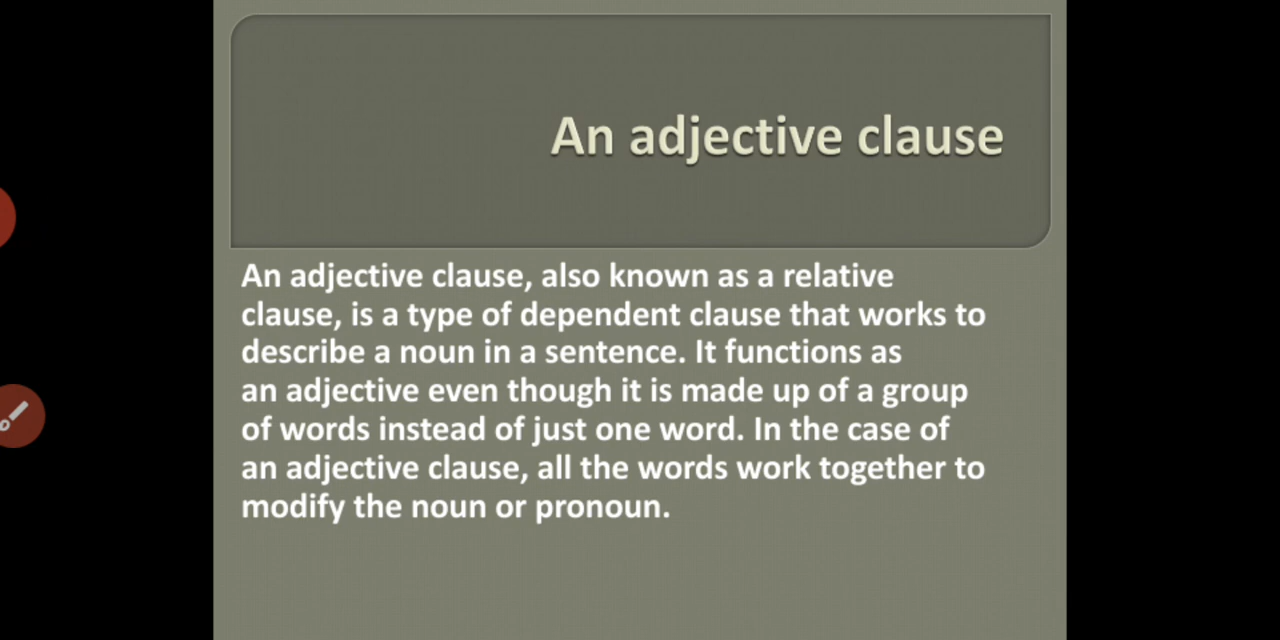 An adjective clause
An adjective clause, also known as a relative
clause, is a type of dependent clause that works to
describe a noun in a sentence. It functions as
an adjective even though it is made up of a group
of words instead of just one word. In the case of
an adjective clause, all the words work together to
modify the noun or pronoun.